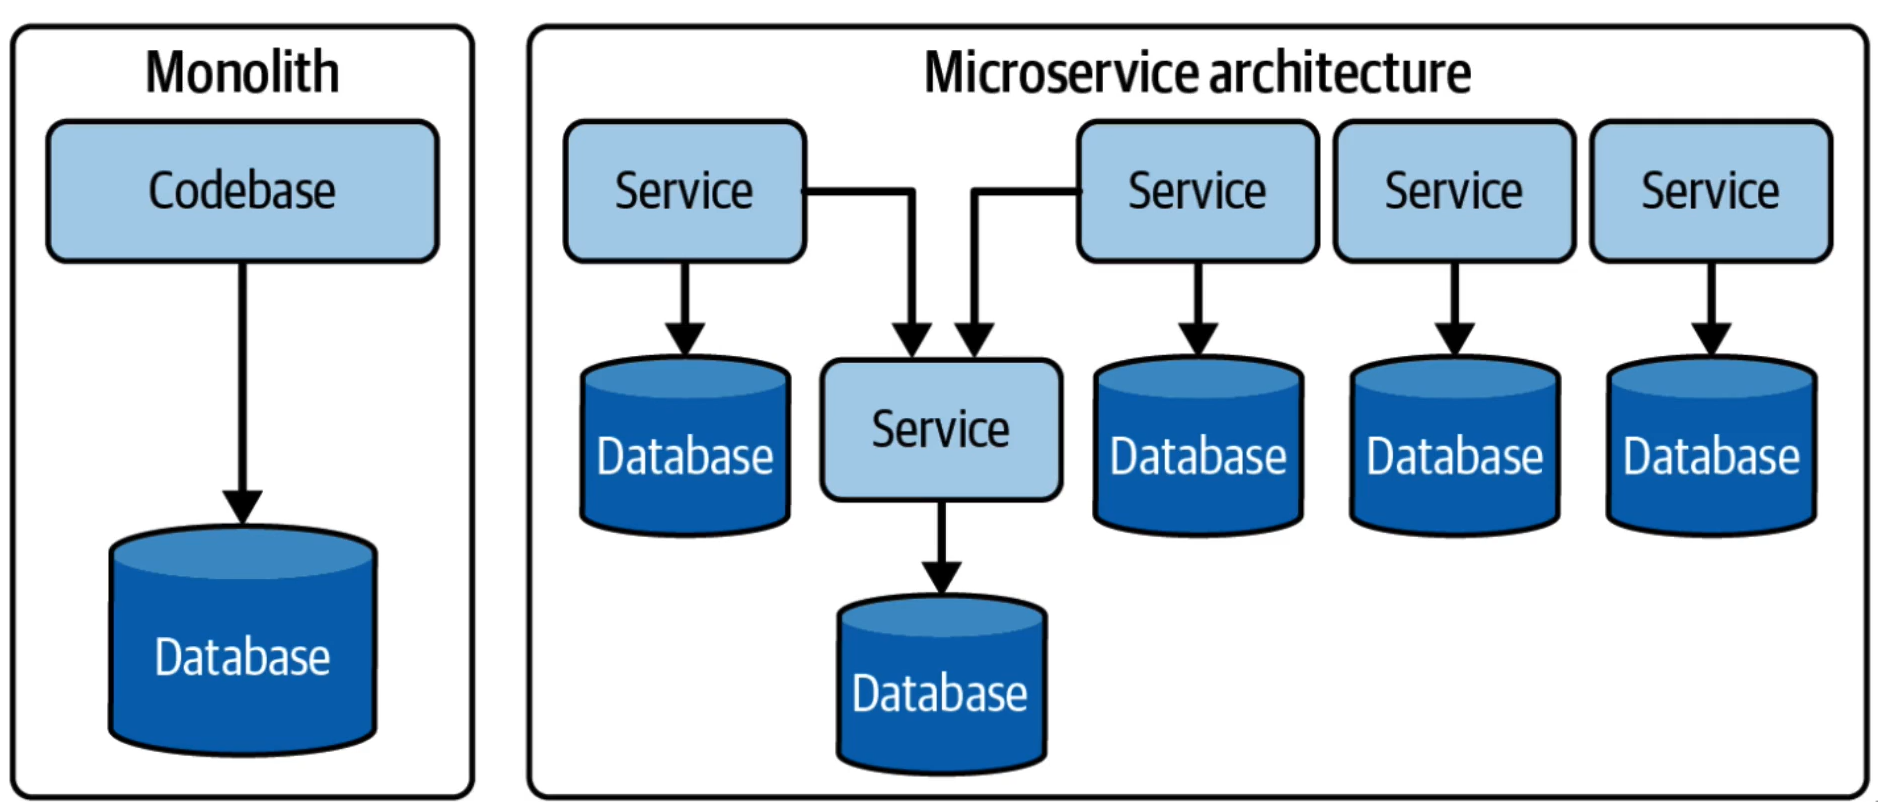 Monolith
Codebase
Database
Microservice architecture
Service
Service
Service
Service
Database
Service
Database
Database
Database
Database